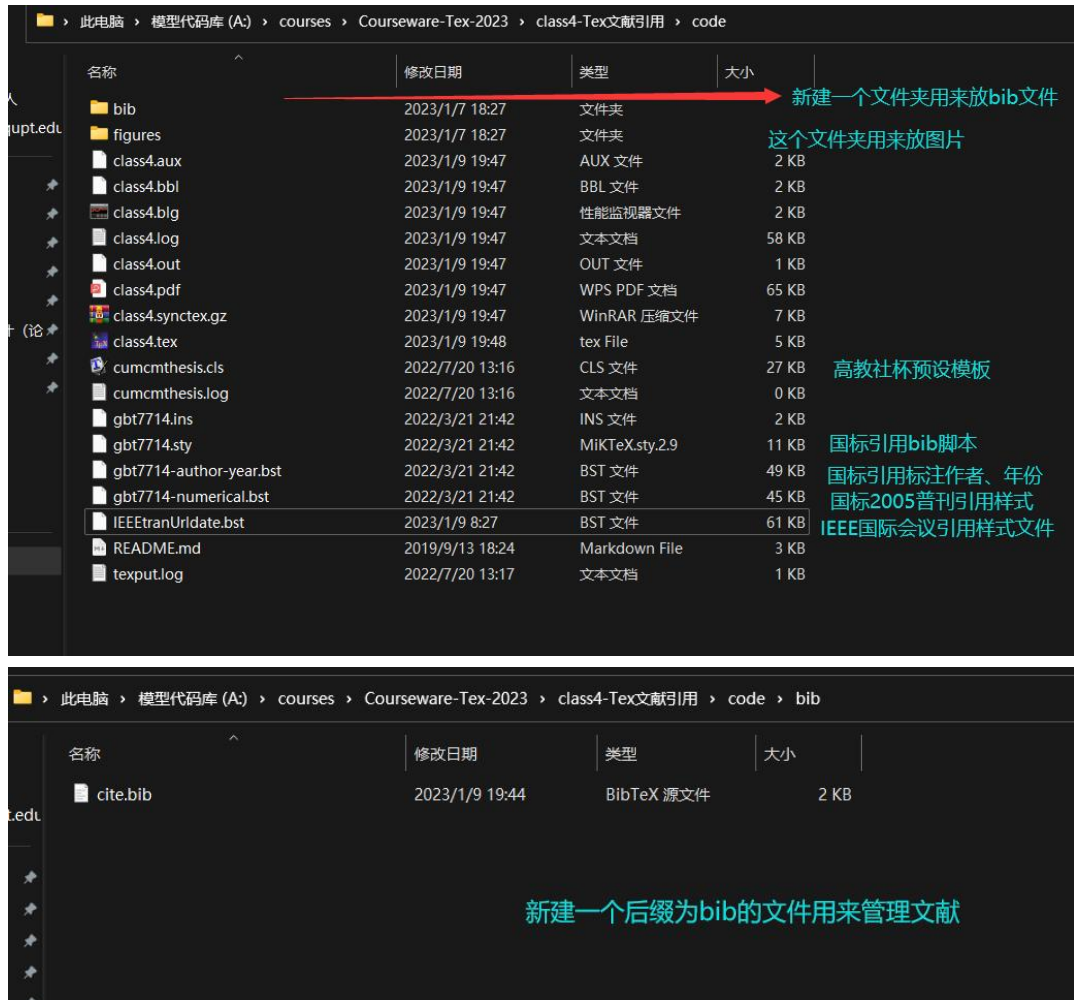 › 此电脑 › 模型代码库 (A:) › courses › Courseware-Tex-2023 › class4-Tex文献引用 › code
名称 修改日期 类型 大小
新建一个文件夹用来放bib文件
bib 2023/1/7 18:27 文件夹
qupt.edu
figures 2023/1/7 18:27 文件夹
这个文件夹用来放图片
class4.aux 2023/1/9 19:47 AUX 文件 2 KB
class4.bbl 2023/1/9 19:47 BBL 文件 2 KB
class4.blg 2023/1/9 19:47 性能监视器文件 2 KB
class4.log 2023/1/9 19:47 文本文档 58 KB
class4.out 2023/1/9 19:47 OUT 文件 1 KB
class4.pdf 2023/1/9 19:47 WPS PDF 文档 65 KB
class4.synctex.gz 2023/1/9 19:47 WinRAR 压缩文件 7 KB
(论
class4.tex 2023/1/9 19:48 tex File 5 KB
cumcmthesis.cls 2022/7/20 13:16 CLS 文件 27 KB 高教社杯预设模板
cumcmthesis.log 2022/7/20 13:16 文本文档 0 KB
gbt7714.ins 2022/3/21 21:42 INS 文件 2 KB
gbt7714.sty 2022/3/21 21:42 MiKTeX.sty.2.9 11 KB 国标引用bib脚本
gbt7714-author-year.bst 2022/3/21 21:42 BST 文件 49 KB 国标引用标注作者、年份
gbt7714-numerical.bst 2022/3/21 21:42 BST 文件 45 KB 国标2005普刊引用样式
IEEEtranUrldate.bst 2023/1/9 8:27 BST 文件 61 KB IEEE国际会议引用样式文件
README.md 2019/9/13 18:24 Markdown File 3 KB
texput.log 2022/7/20 13:17 文本文档 1 KB
› 此电脑 › 模型代码库 (A:) › courses › Courseware-Tex-2023 › class4-Tex文献引用 › code › bib
名称 修改日期 类型 大小
cite.bib 2023/1/9 19:44 BibTeX 源文件 2 KB
t.edu
新建一个后缀为bib的文件用来管理文献